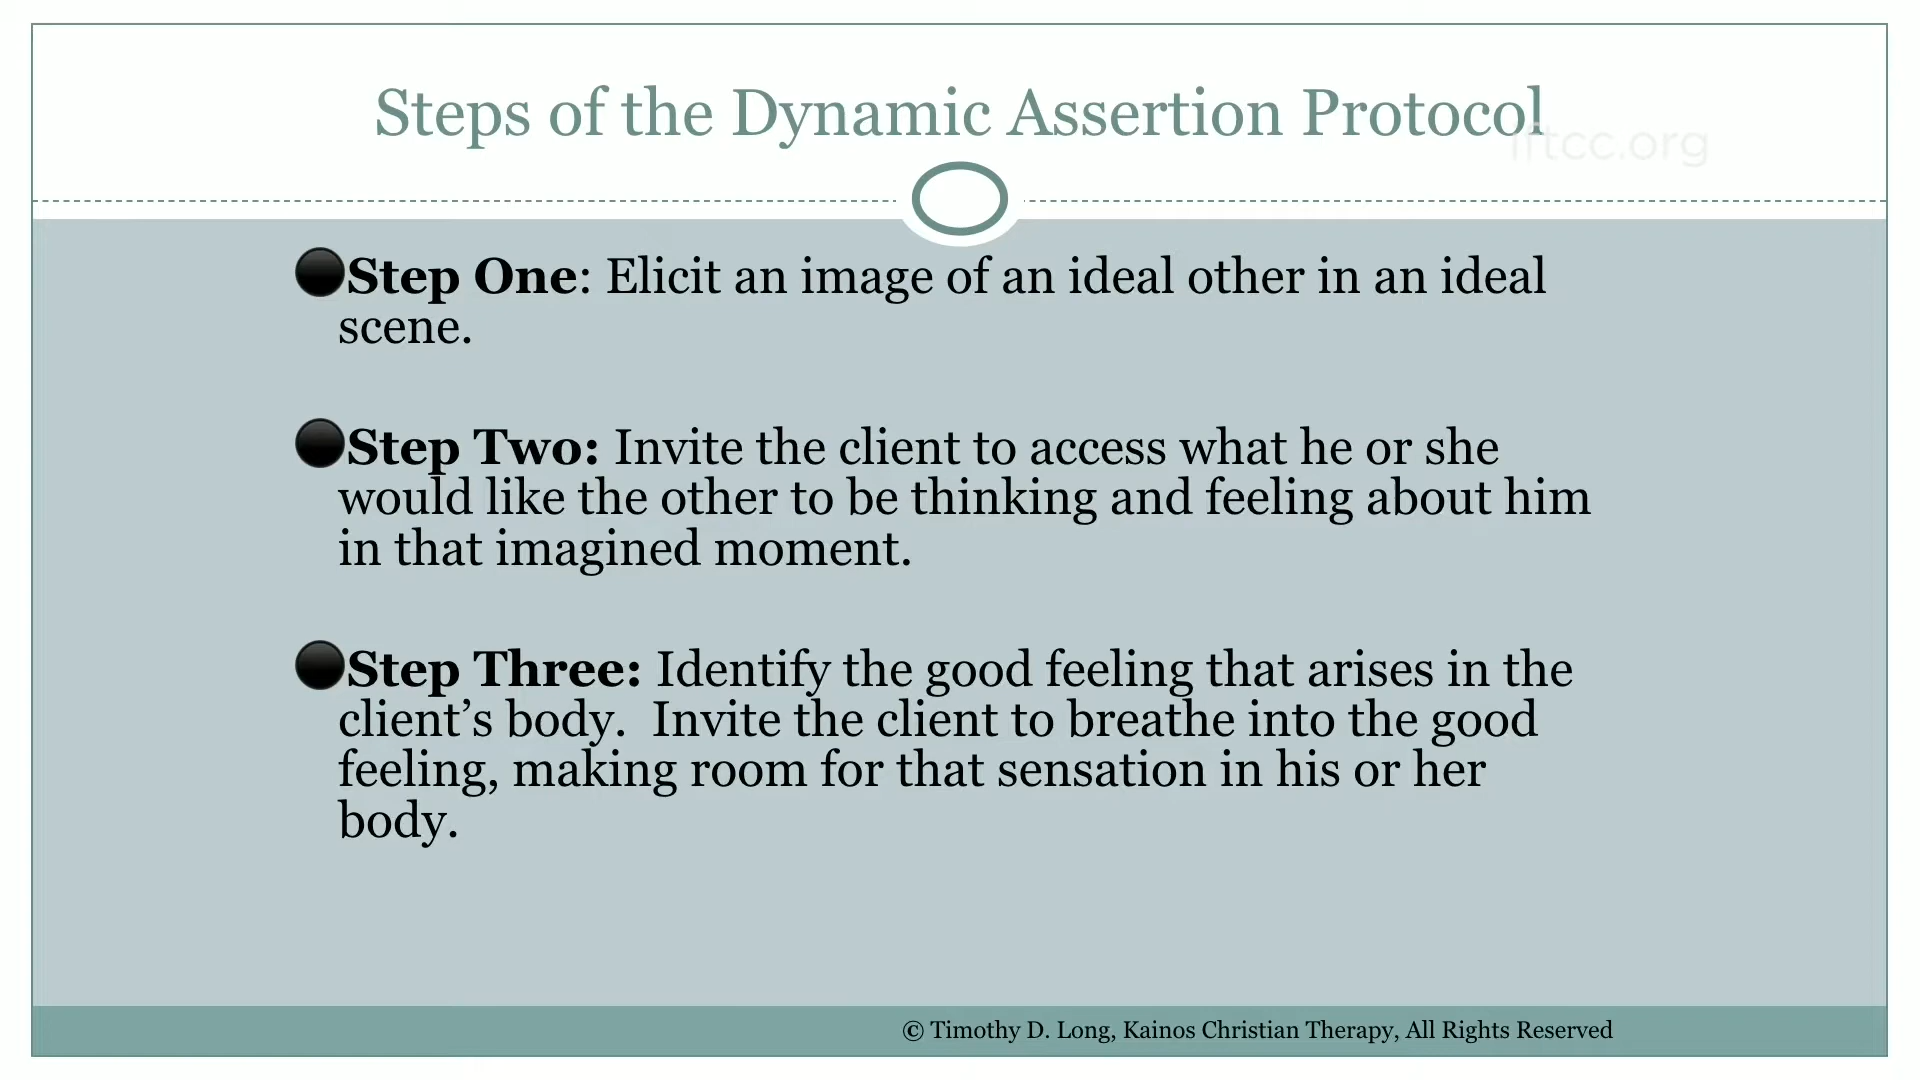 Steps of the Dynamic Assertion Protocol
iftcc.org
Step One: Elicit an image of an ideal other in an ideal
scene.
Step Two: Invite the client to access what he or she
would like the other to be thinking and feeling about him
in that imagined moment.
Step Three: Identify the good feeling that arises in the
client’s body.  Invite the client to breathe into the good
feeling, making room for that sensation in his or her
body.
© Timothy D. Long, Kainos Christian Therapy, All Rights Reserved